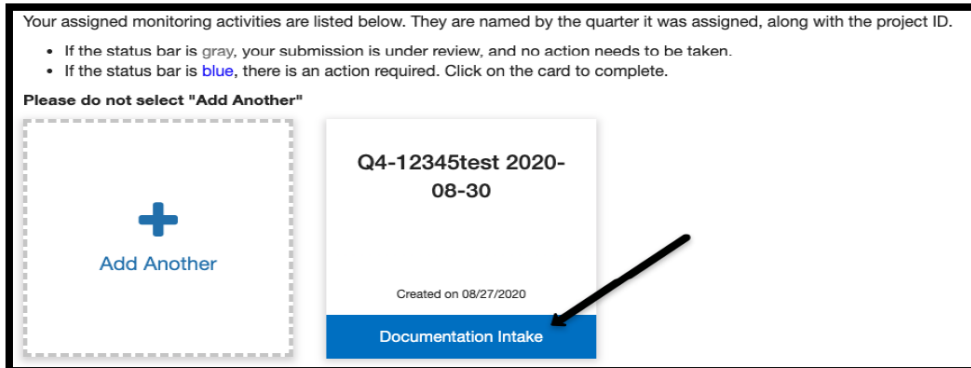 Your assigned monitoring activities are listed below. They are named by the quarter it was assigned, along with the project ID.
• If the status bar is gray, your submission is under review, and no action needs to be taken.
• If the status bar is blue, there is an action required. Click on the card to complete.
Please do not select "Add Another"
Add Another
Q4-12345test 2020-
08-30
Created on 08/27/2020
Documentation Intake